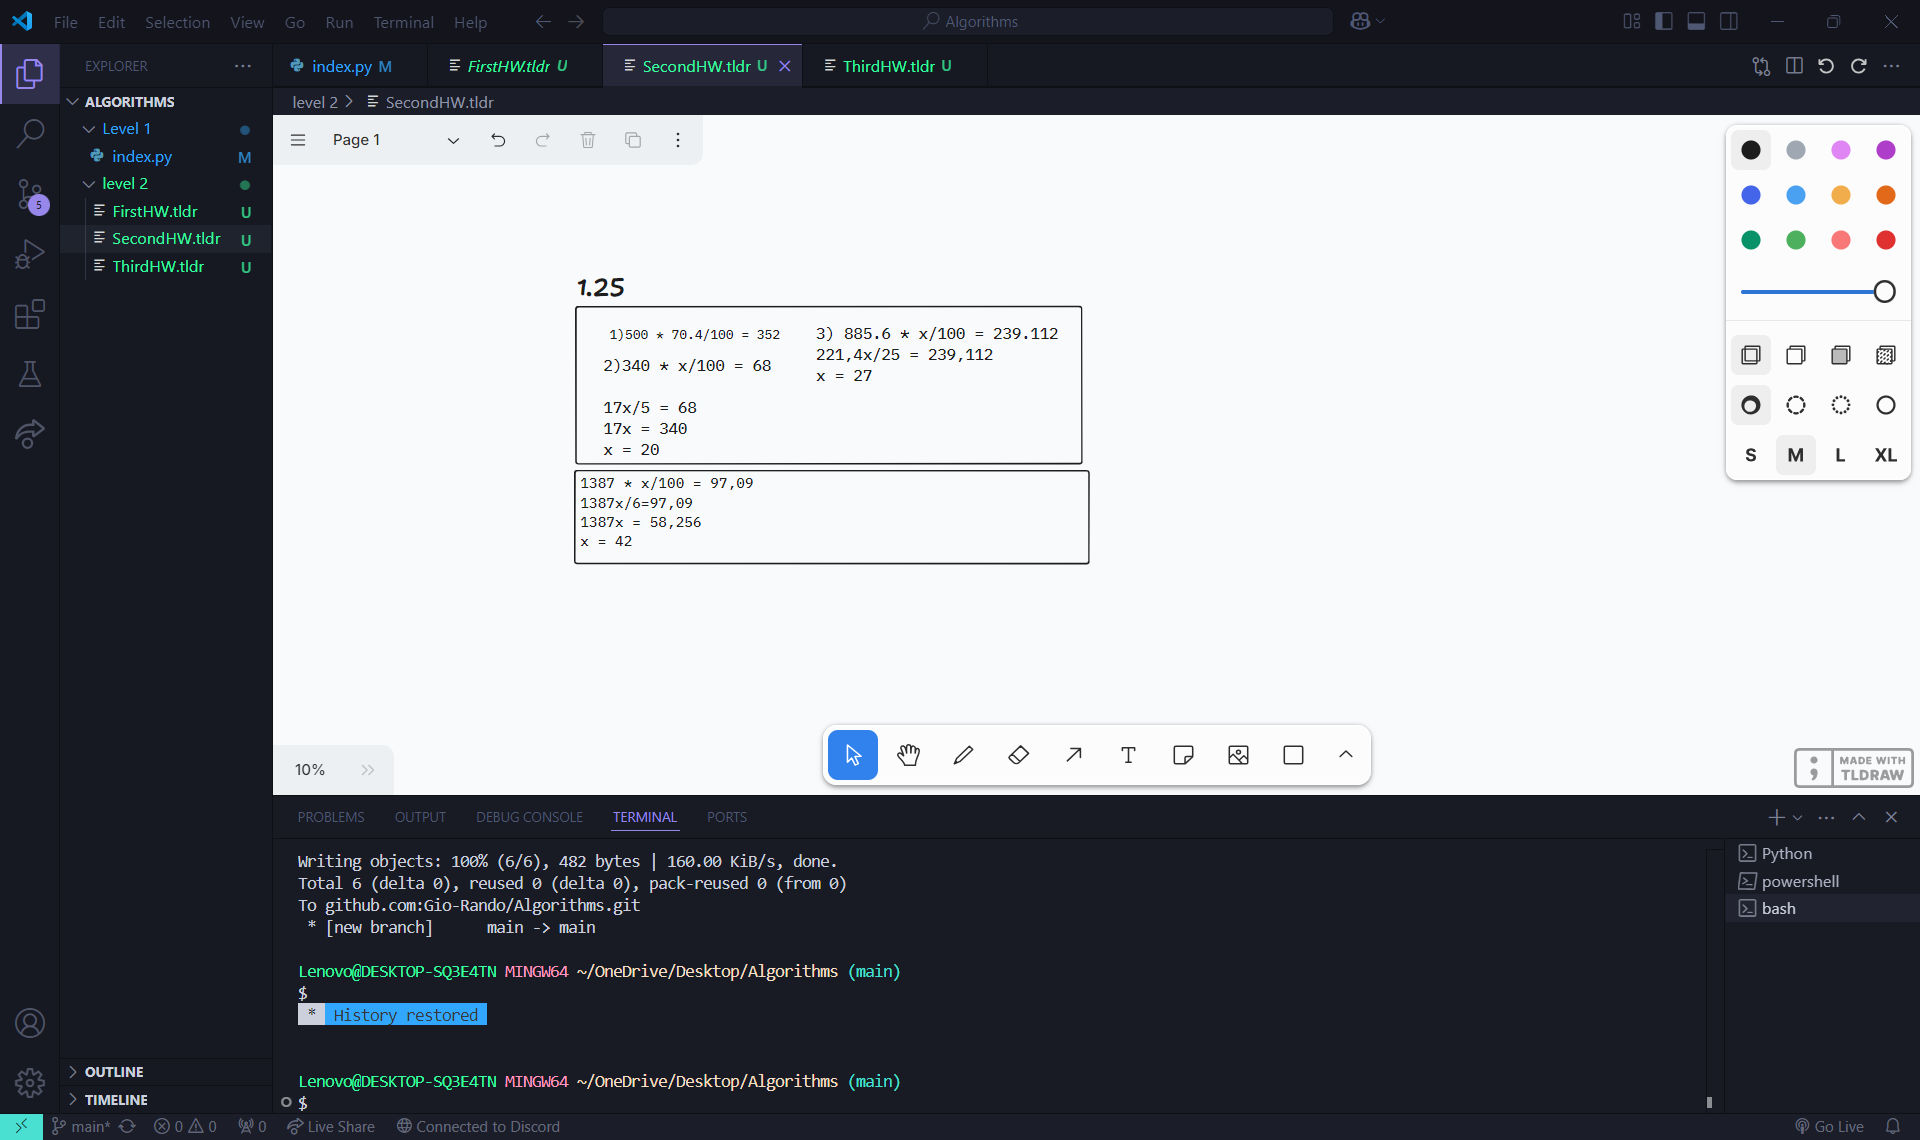 File Edit Selection View Go Run Terminal Help
Algorithms
EXPLORER
index.py M
FirstHW.tldr U
SecondHW.tldr U
ThirdHW.tldr U
ALGORITHMS
Level 1
index.py M
level 2
FirstHW.tldr U
SecondHW.tldr U
ThirdHW.tldr U
5
level 2 > SecondHW.tldr
Page 1
1.25
1)500 * 70.4/100 = 352
2)340 * x/100 = 68
17x/5 = 68
17x = 340
x = 20
3) 885.6 * x/100 = 239.112
221,4x/25 = 239,112
x = 27
1387 * x/100 = 97,09
1387x/6=97,09
1387x = 58,256
x = 42
S M L XL
10%
MADE WITH
TLDRAW
PROBLEMS OUTPUT DEBUG CONSOLE TERMINAL PORTS
Writing objects: 100% (6/6), 482 bytes | 160.00 KiB/s, done.
Total 6 (delta 0), reused 0 (delta 0), pack-reused 0 (from 0)
To github.com:Gio-Rando/Algorithms.git
* [new branch] main -> main
Lenovo@DESKTOP-SQ3E4TN MINGW64 ~/OneDrive/Desktop/Algorithms (main)
$
* History restored
Lenovo@DESKTOP-SQ3E4TN MINGW64 ~/OneDrive/Desktop/Algorithms (main)
$
Python
powershell
bash
OUTLINE
TIMELINE
main* 0 0 0 Live Share Connected to Discord Go Live